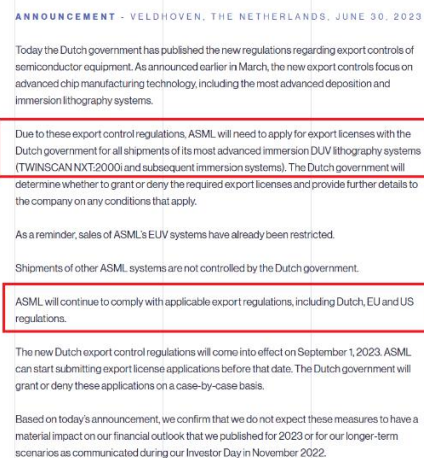 ANNOUNCEMENT - VELDHOVEN, THE NETHERLANDS, JUNE 30, 2023
Today the Dutch government has published the new regulations regarding export controls of
semiconductor equipment. As announced earlier in March, the new export controls focus on
advanced chip manufacturing technology, including the most advanced deposition and
immersion lithography systems.
Due to these export control regulations, ASML will need to apply for export licenses with the
Dutch government for all shipments of its most advanced immersion DUV lithography systems
(TWINSCAN NXT:2000i and subsequent immersion systems). The Dutch government will
determine whether to grant or deny the required export licenses and provide further details to
the company on any conditions that apply.
As a reminder, sales of ASML's EUV systems have already been restricted.
Shipments of other ASML systems are not controlled by the Dutch government.
ASML will continue to comply with applicable export regulations, including Dutch, EU and US
regulations.
The new Dutch export control regulations will come into effect on September 1, 2023. ASML
can start submitting export license applications before that date. The Dutch government will
grant or deny these applications on a case-by-case basis.
Based on today's announcement, we confirm that we do not expect these measures to have a
material impact on our financial outlook that we published for 2023 or for our longer-term
scenarios as communicated during our Investor Day in November 2022.